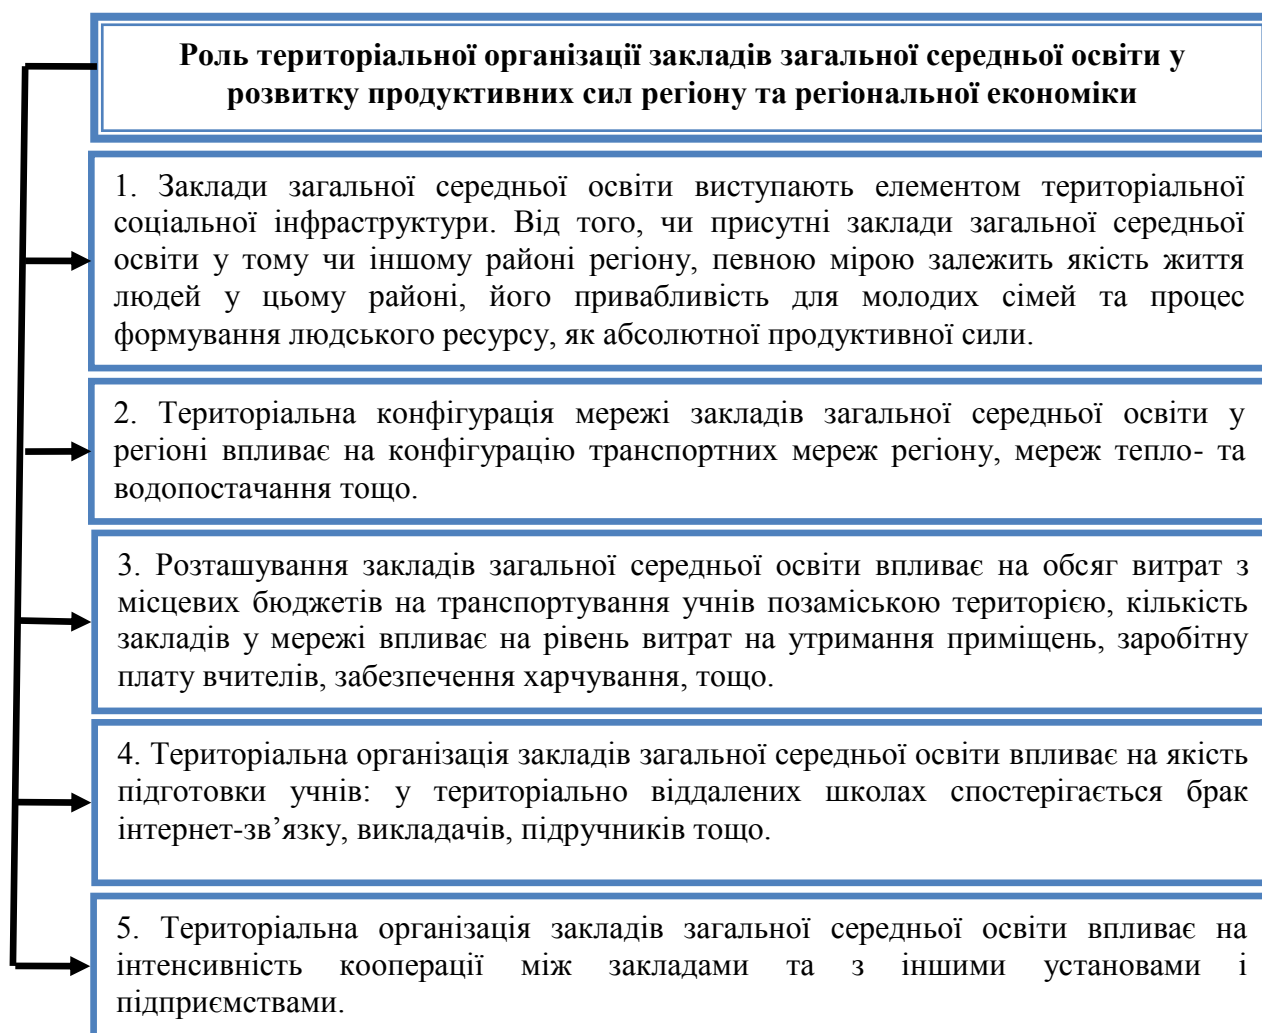 Роль територіальної організації закладів загальної середньої освіти у
розвитку продуктивних сил регіону та регіональної економіки
1. Заклади загальної середньої освіти виступають елементом територіальної
соціальної інфраструктури. Від того, чи присутні заклади загальної середньої
освіти у тому чи іншому районі регіону, певною мірою залежить якість життя
людей у цьому районі, його привабливість для молодих сімей та процес
формування людського ресурсу, як абсолютної продуктивної сили.
2. Територіальна конфігурація мережі закладів загальної середньої освіти у
регіоні впливає на конфігурацію транспортних мереж регіону, мереж тепло- та
водопостачання тощо.
3. Розташування закладів загальної середньої освіти впливає на обсяг витрат з
місцевих бюджетів на транспортування учнів позаміською територією, кількість
закладів у мережі впливає на рівень витрат на утримання приміщень, заробітну
плату вчителів, забезпечення харчування, тощо.
4. Територіальна організація закладів загальної середньої освіти впливає на якість
підготовки учнів: у територіально віддалених школах спостерігається брак
інтернет-зв’язку, викладачів, підручників тощо.
5. Територіальна організація закладів загальної середньої освіти впливає на
інтенсивність кооперації між закладами та з іншими установами і
підприємствами.